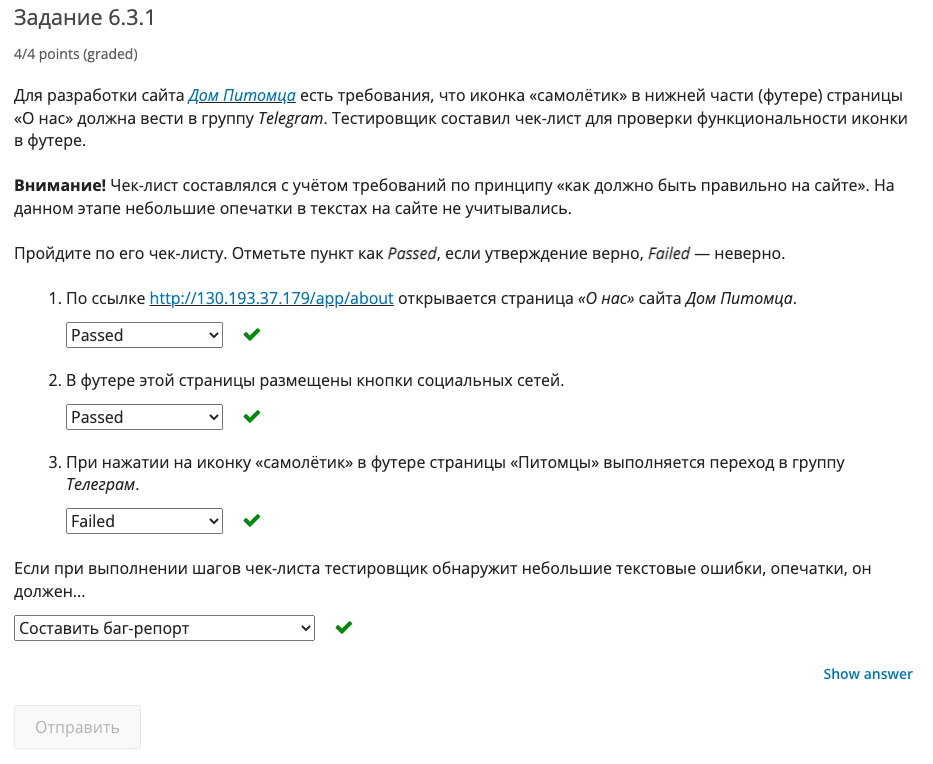 Задание 6.3.1
4/4 points (graded)
Для разработки сайта Дом Питомца есть требования, что иконка «самолётик» в нижней части (футере) страницы
«О нас» должна вести в группу Telegram. Тестировщик составил чек-лист для проверки функциональности иконки
в футере.
Внимание! Чек-лист составлялся с учётом требований по принципу «как должно быть правильно на сайте». На
данном этапе небольшие опечатки в текстах на сайте не учитывались.
Пройдите по его чек-листу. Отметьте пункт как Passed, если утверждение верно, Failed — неверно.
1. По ссылке http://130.193.37.179/app/about открывается страница «О нас» сайта Дом Питомца.
Passed
2. В футере этой страницы размещены кнопки социальных сетей.
Passed
3. При нажатии на иконку «самолётик» в футере страницы «Питомцы» выполняется переход в группу
Телеграм.
Failed
Если при выполнении шагов чек-листа тестировщик обнаружит небольшие текстовые ошибки, опечатки, он
должен...
Составить баг-репорт
Show answer
Отправить